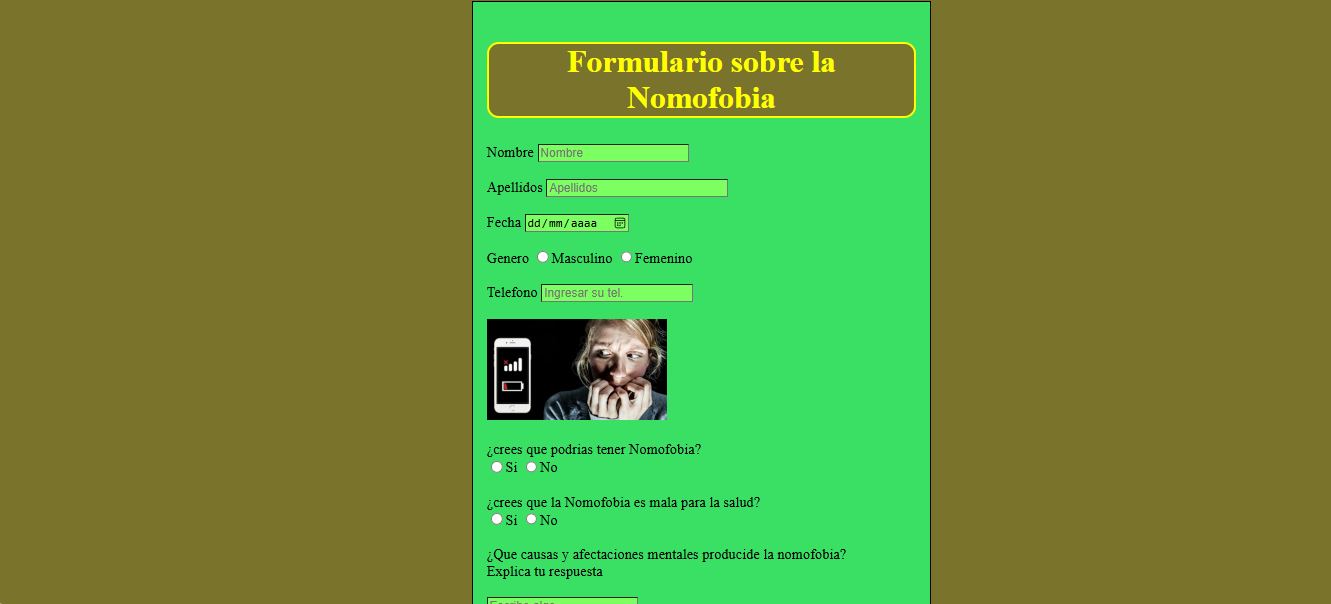 Formulario sobre la
Nomofobia
Nombre Nombre
Apellidos Apellidos
Fecha dd/mm/aaaa
Genero Masculino Femenino
Telefono Ingresar su tel.
¿crees que podrias tener Nomofobia?
Si No
¿crees que la Nomofobia es mala para la salud?
Si No
¿Que causas y afectaciones mentales producide la nomofobia?
Explica tu respuesta